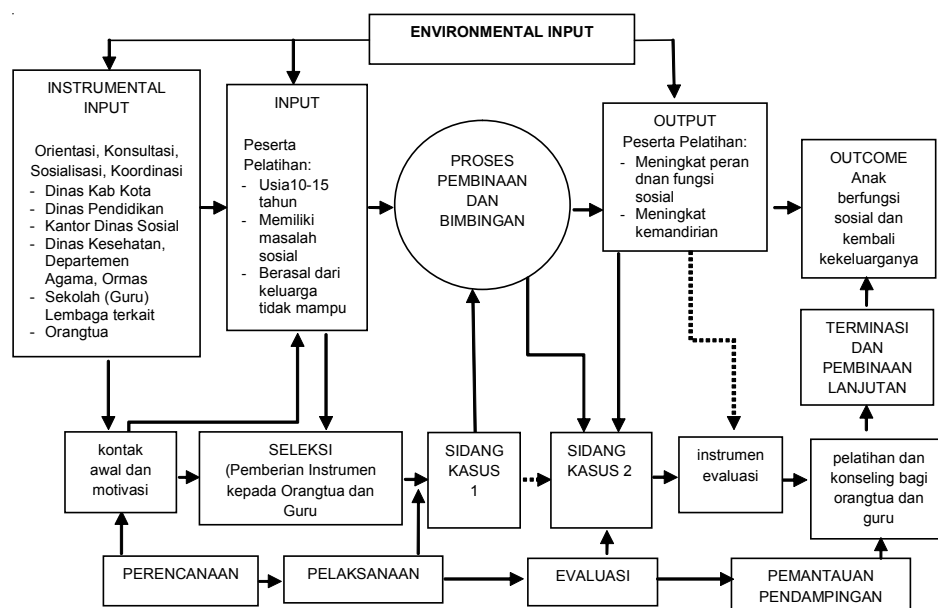 ENVIRONMENTAL INPUT
INSTRUMENTAL
INPUT
Orientasi, Konsultasi,
Sosialisasi, Koordinasi
- Dinas Kab Kota
- Dinas Pendidikan
- Kantor Dinas Sosial
- Dinas Kesehatan,
Departemen
Agama, Ormas
- Sekolah (Guru)
Lembaga terkait
- Orangtua
INPUT
Peserta
Pelatihan:
- Usia10-15
tahun
- Memiliki
masalah
sosial
- Berasal dari
keluarga
tidak mampu
PROSES
PEMBINAAN
DAN
BIMBINGAN
OUTPUT
Peserta Pelatihan:
- Meningkat peran
dnan fungsi
sosial
- Meningkat
kemandirian
OUTCOME
Anak
berfungsi
sosial dan
kembali
kekeluarganya
TERMINASI
DAN
PEMBINAAN
LANJUTAN
kontak
awal dan
motivasi
SELEKSI
(Pemberian Instrumen
kepada Orangtua dan
Guru
SIDANG
KASUS
1
SIDANG
KASUS 2
instrumen
evaluasi
pelatihan dan
konseling bagi
orangtua dan
guru
PERENCANAAN
PELAKSANAAN
EVALUASI
PEMANTAUAN
PENDAMPINGAN